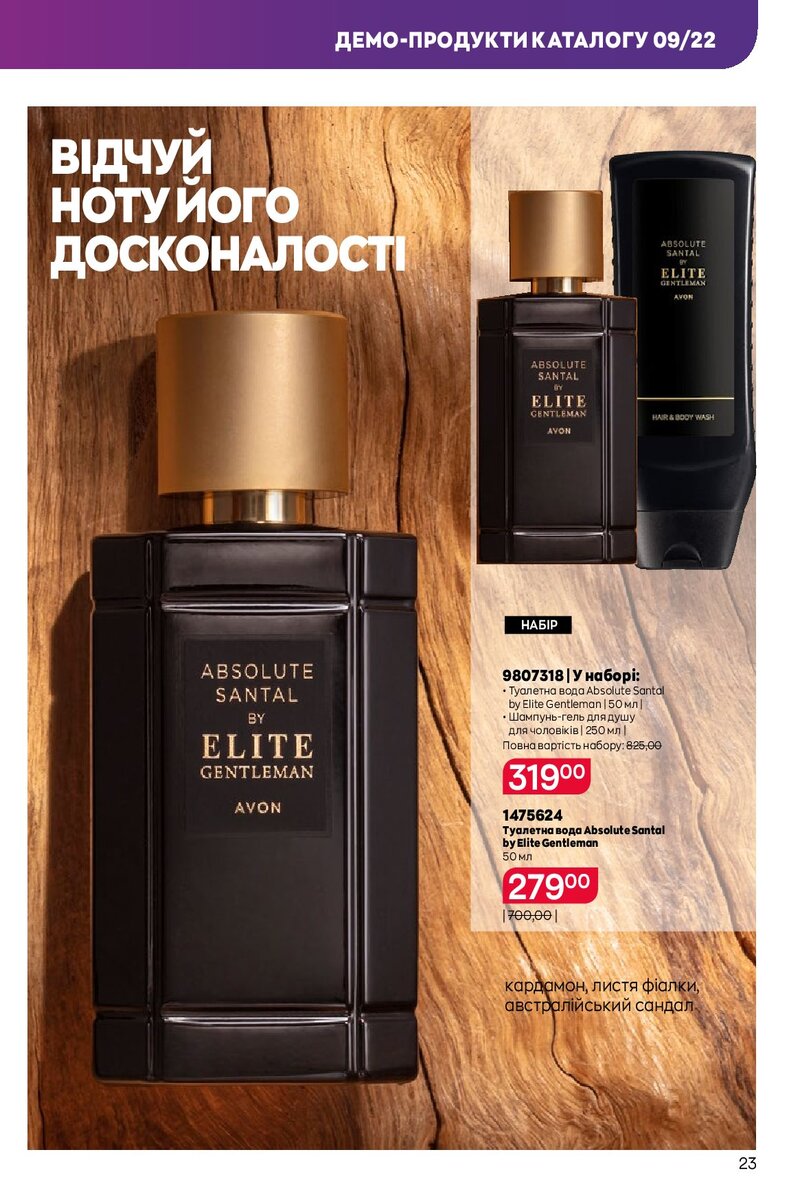 ДЕМО-ПРОДУКТИ КАТАЛОГУ 09/22
ВІДЧУЙ
НОТУ ЙОГО
ДОСКОНАЛОСТІ
ABSOLUTE
SANTAL
BY
ELITE
GENTLEMAN
AVON
ABSOLUTE
SANTAL
BY
ELITE
GENTLEMAN
AVON
ABSOLUTE
SANTAL
BY
ELITE
GENTLEMAN
AVON
HAIR & BODY WASH
НАБІР
9807318 | У наборі:
• Туалетна вода Absolute Santal
by Elite Gentleman | 50 мл |
• Шампунь-гель для душу
для чоловіків | 250 мл |
Повна вартість набору: 825,00
319⁰⁰
1475624
Туалетна вода Absolute Santal
by Elite Gentleman
50 мл
279⁰⁰
| 700,00 |
кардамон, листя фіалки,
австралійський сандал
23